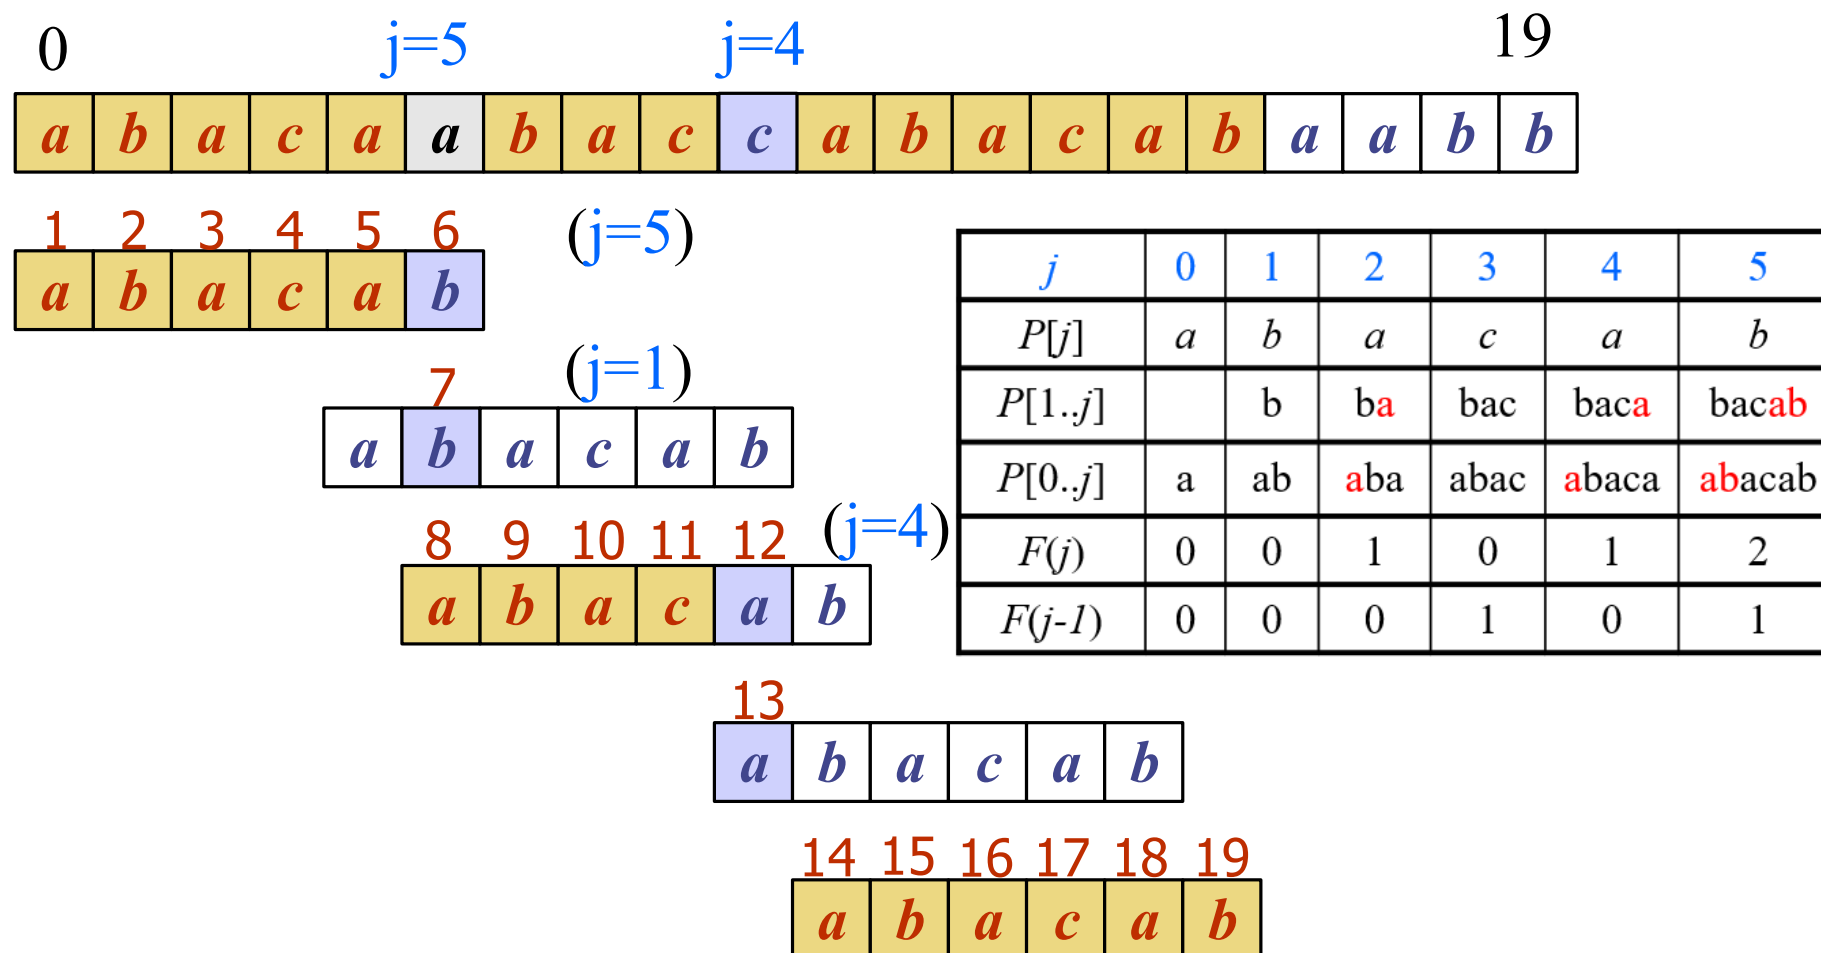 0 j=5 j=4 19
a b a c a a b a c c a b a c a b a a b b
1 2 3 4 5 6 (j=5)
a b a c a b
7 (j=1)
a b a c a b
8 9 10 11 12 (j=4)
a b a c a b
13
a b a c a b
14 15 16 17 18 19
a b a c a b
j 0 1 2 3 4 5
P[j] a b a c a b
P[1..j] b ba bac baca bacab
P[0..j] a ab aba abac abaca abacab
F(j) 0 0 1 0 1 2
F(j-1) 0 0 0 1 0 1